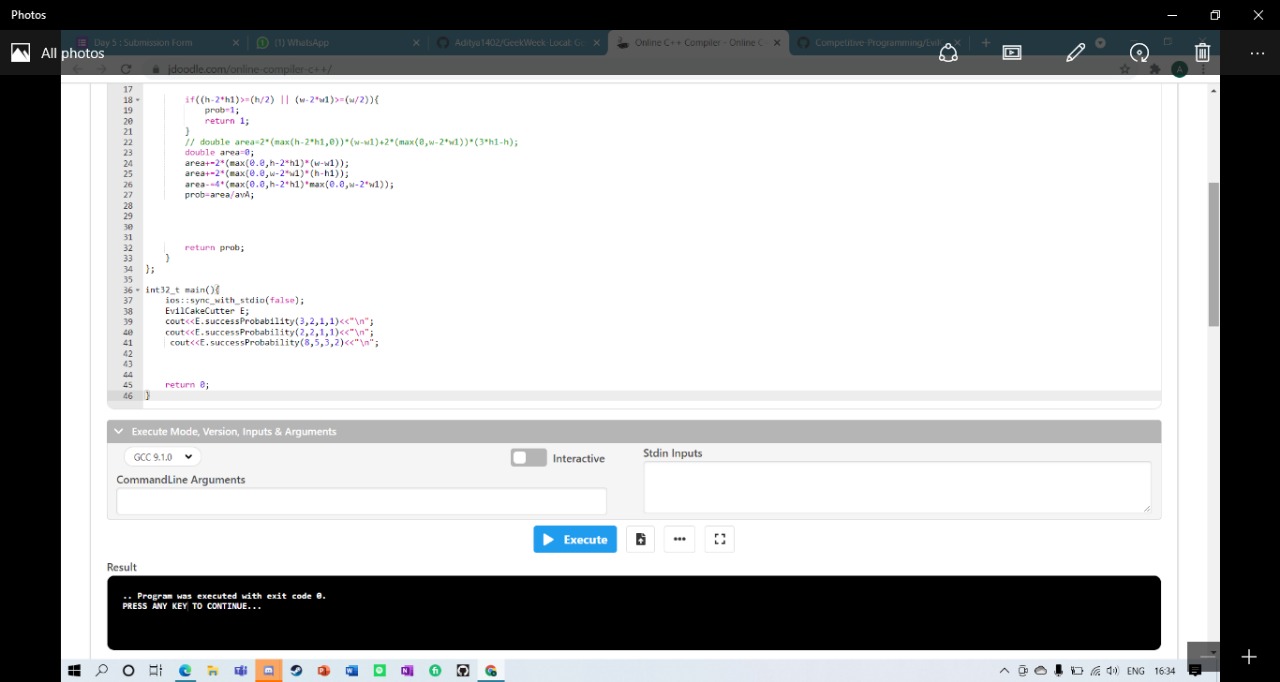 Photos
All photos
Day 5 : Submission Form
(1) WhatsApp
Aditya1402/GeekWeek-Local: G
Online C++ Compiler - Online C
Competitive-Programming/Evil
jdoodle.com/online-compiler-c++/
A
17
18 if((h-2*h1)>=(h/2) || (w-2*w1)>=(w/2)){
19 prob=1;
20 return 1;
21 }
22 // double area=2*(max(h-2*h1,0))*(w-w1)+2*(max(0,w-2*w1))*(3*h1-h);
23 double area=0;
24 area+=2*(max(0.0,h-2*h1)*(w-w1));
25 area+=2*(max(0.0,w-2*w1)*(h-h1));
26 area-=4*(max(0.0,h-2*h1)*max(0.0,w-2*w1));
27 prob=area/avA;
28
29
30
31
32 return prob;
33 }
34 };
35
36 int32_t main(){
37 ios::sync_with_stdio(false);
38 EvilCakeCutter E;
39 cout<<E.successProbability(3,2,1,1)<<"\n";
40 cout<<E.successProbability(2,2,1,1)<<"\n";
41 cout<<E.successProbability(8,5,3,2)<<"\n";
42
43
44
45 return 0;
46 }
Execute Mode, Version, Inputs & Arguments
GCC 9.1.0
Interactive
Stdin Inputs
CommandLine Arguments
Execute
Result
.. Program was executed with exit code 0.
PRESS ANY KEY TO CONTINUE...
ENG 16:34